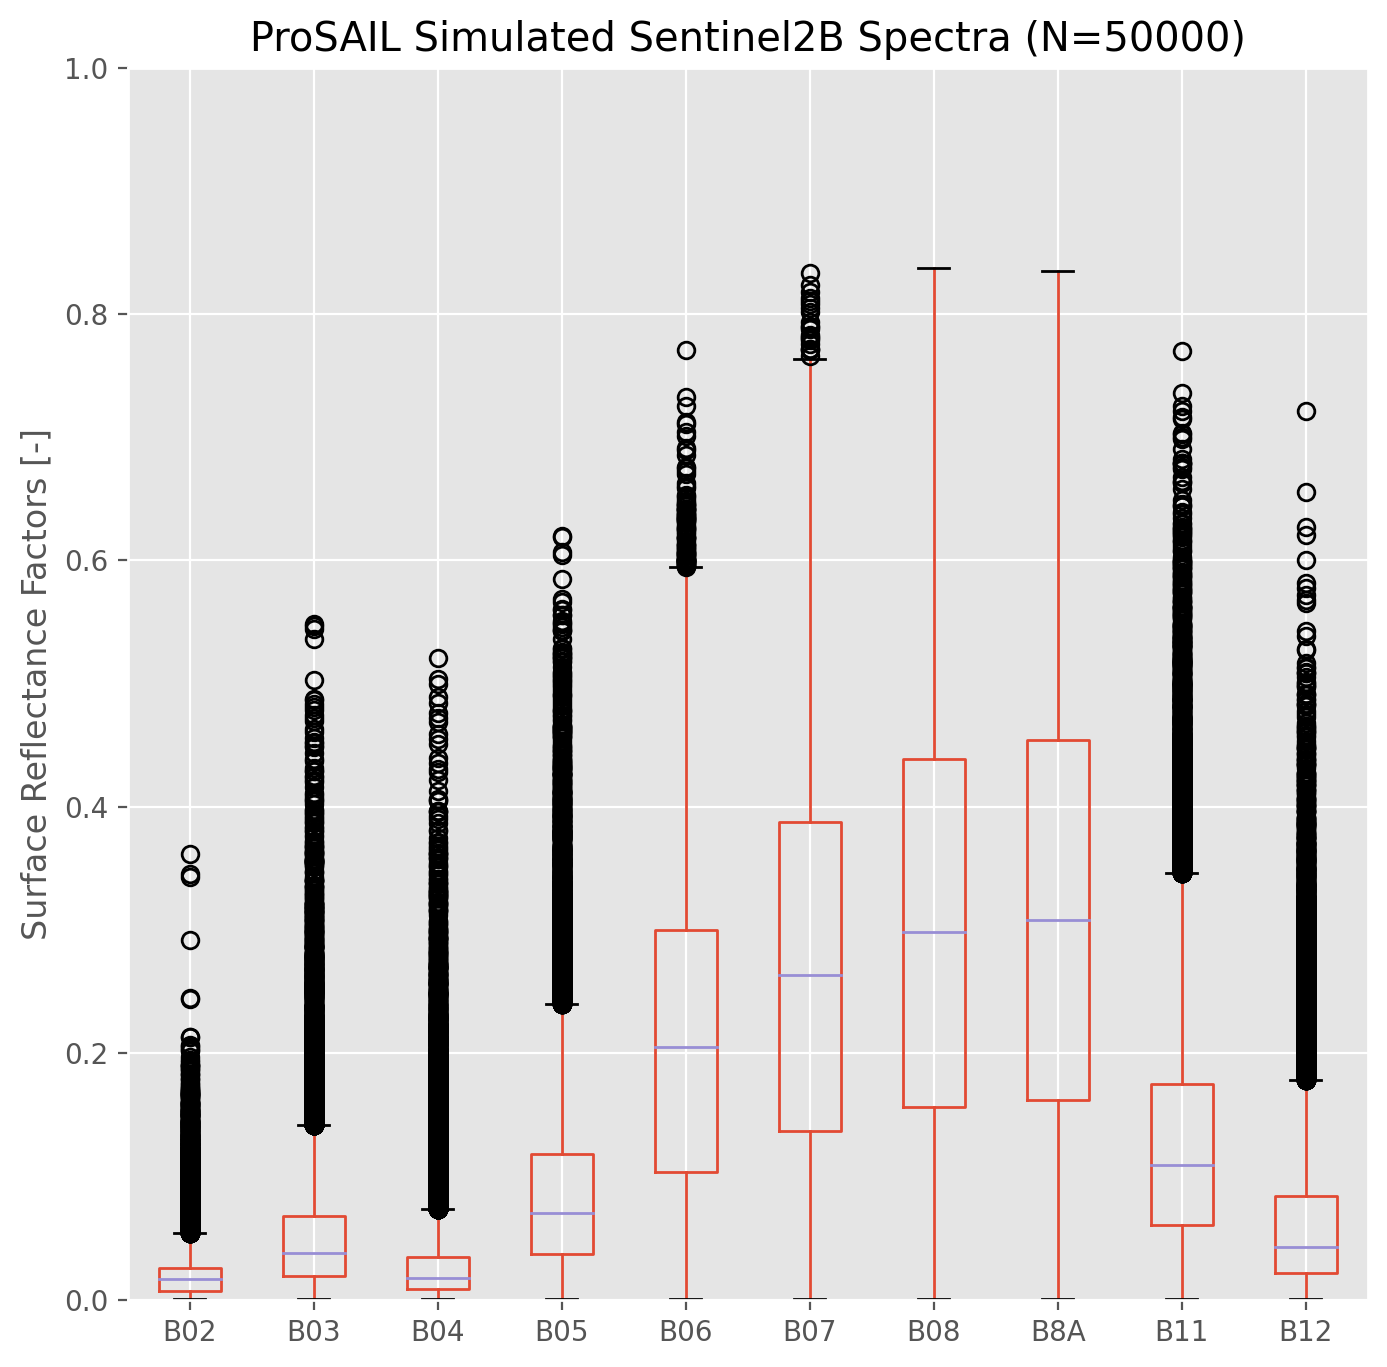 ProSAIL Simulated Sentinel2B Spectra (N=50000)
Surface Reflectance Factors [-]
1.0
0.8
0.6
0.4
0.2
0.0
B02 B03 B04 B05 B06 B07 B08 B8A B11 B12